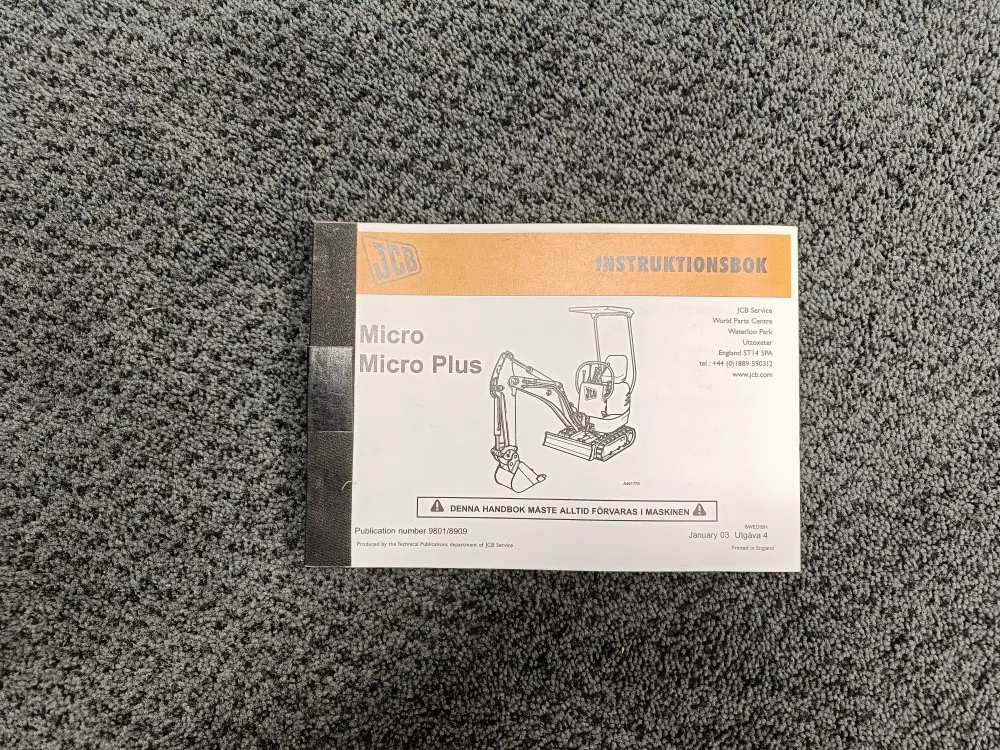 JCB
INSTRUKTIONSBOK
JCB Service
World Parts Centre
Waterloo Park
Uttoxeter
England ST14 5PA
tel : +44 (0)1889 590312
www.jcb.com
Micro
Micro Plus
JCB
A401770
DENNA HANDBOK MÅSTE ALLTID FÖRVARAS I MASKINEN
Publication number 9801/8909
Produced by the Technical Publications department of JCB Service
SWEDISH
January 03 Utgåva 4
Printed in England